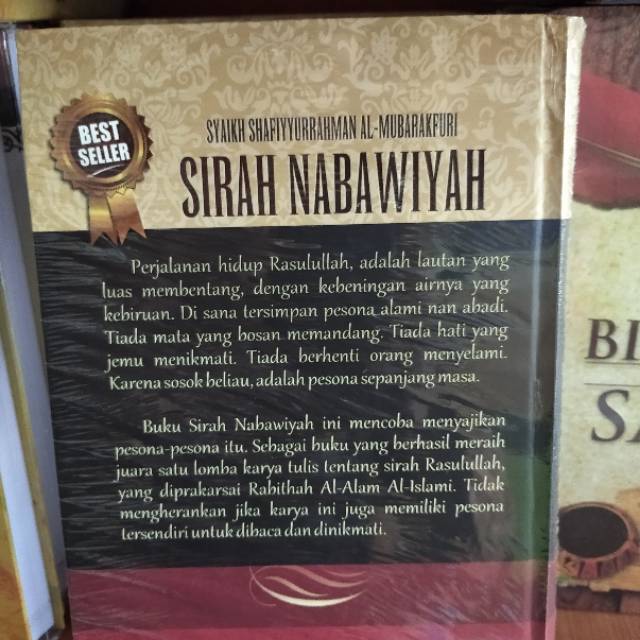 BEST
SELLER
SYAIKH SHAFIYYURRAHMAN AL-MUBARAKFURI
SIRAH NABAWIYAH
Perjalanan hidup Rasulullah, adalah lautan yang
luas membentang, dengan kebeningan airnya yang
kebiruan. Di sana tersimpan pesona alami nan abadi.
Tiada mata yang bosan memandang. Tiada hati yang
jemu menikmati. Tiada berhenti orang menyelami.
Karena sosok beliau, adalah pesona sepanjang masa.
Buku Sirah Nabawiyah ini mencoba menyajikan
pesona-pesona itu. Sebagai buku yang berhasil meraih
juara satu lomba karya tulis tentang sirah Rasulullah,
yang diprakarsai Rabithah Al-Alam Al-Islami. Tidak
mengherankan jika karya ini juga memiliki pesona
tersendiri untuk dibaca dan dinikmati.